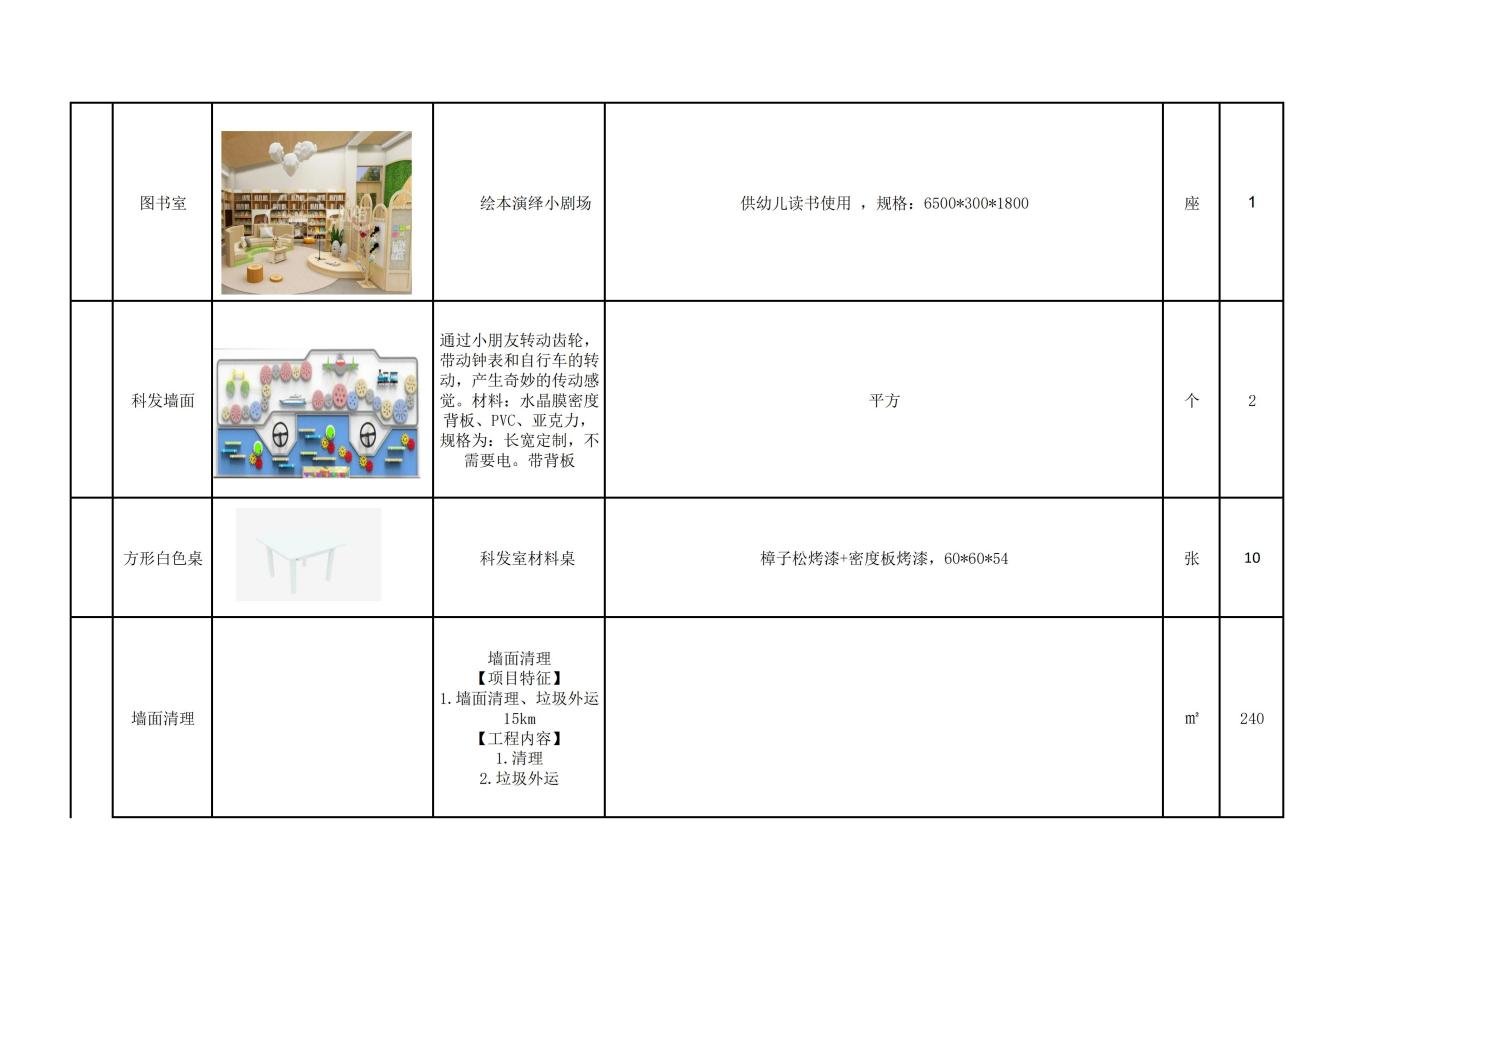 图书室
绘本演绎小剧场
供幼儿读书使用 ，规格：6500*300*1800
座
1
科发墙面
通过小朋友转动齿轮，
带动钟表和自行车的转
动，产生奇妙的传动感
觉。材料：水晶膜密度
背板、PVC、亚克力，
规格为：长宽定制，不
需要电。带背板
平方
个
2
方形白色桌
科发室材料桌
樟子松烤漆+密度板烤漆，60*60*54
张
10
墙面清理
墙面清理
【项目特征】
1.墙面清理、垃圾外运
15km
【工程内容】
1.清理
2.垃圾外运
㎡
240